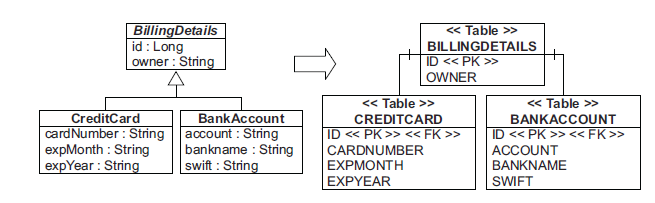 BillingDetails
id : Long
owner : String
CreditCard
cardNumber : String
expMonth : String
expYear : String
BankAccount
account : String
bankname : String
swift : String
<< Table >>
BILLINGDETAILS
ID << PK >>
OWNER
<< Table >>
CREDITCARD
ID << PK >> << FK >>
CARDNUMBER
EXPMONTH
EXPYEAR
<< Table >>
BANKACCOUNT
ID << PK >> << FK >>
ACCOUNT
BANKNAME
SWIFT